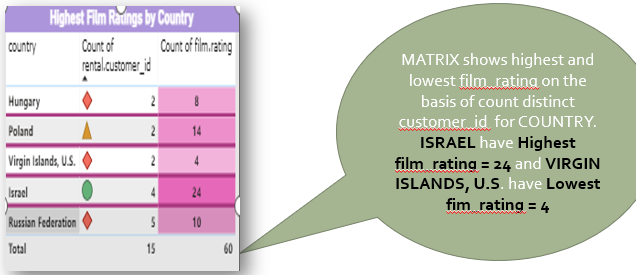 Highest Film Ratings by Country
country Count of rental.customer_id Count of film.rating
Hungary 2 8
Poland 2 14
Virgin Islands, U.S. 2 4
Israel 4 24
Russian Federation 5 10
Total 15 60
MATRIX shows highest and
lowest film_rating on the
basis of count distinct
customer_id for COUNTRY.
ISRAEL have Highest
film_rating = 24 and VIRGIN
ISLANDS, U.S. have Lowest
fim_rating = 4